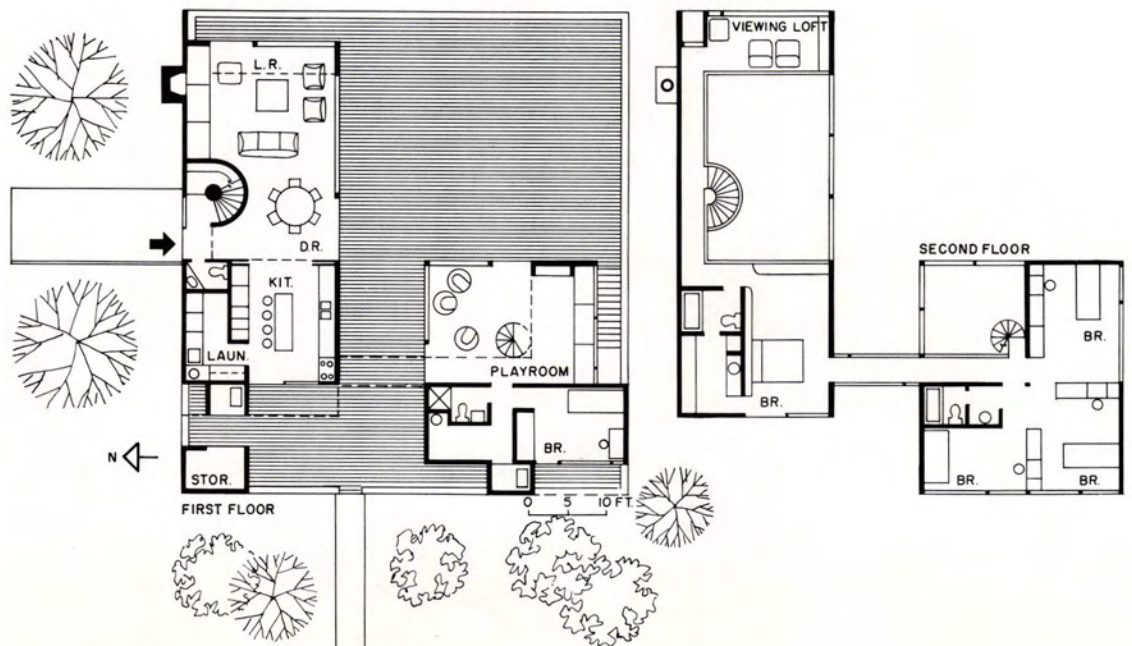 L.R.
D.R.
KIT.
LAUN.
PLAYROOM
BR.
N
STOR.
FIRST FLOOR
0 5 10 FT.
VIEWING LOFT
BR.
SECOND FLOOR
BR.
BR.
BR.